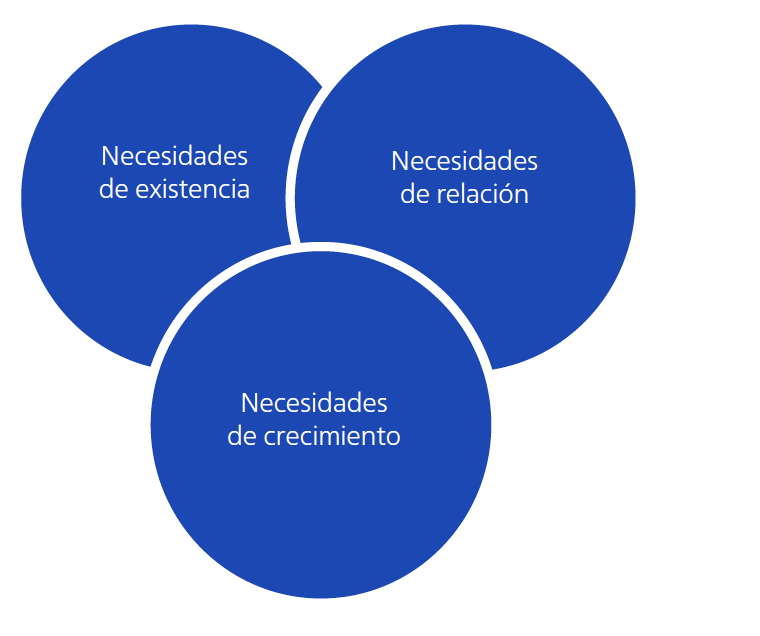 Necesidades
de existencia
Necesidades
de relación
Necesidades
de crecimiento